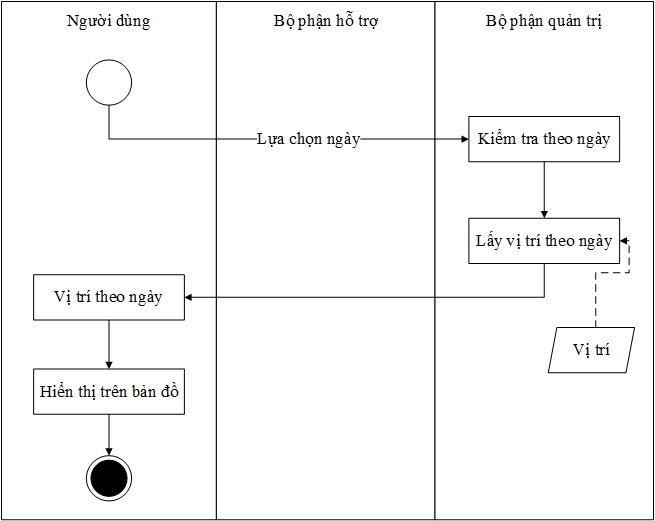 Người dùng
Bộ phận hỗ trợ
Bộ phận quản trị
Lựa chọn ngày
Kiểm tra theo ngày
Lấy vị trí theo ngày
Vị trí theo ngày
Vị trí
Hiển thị trên bản đồ